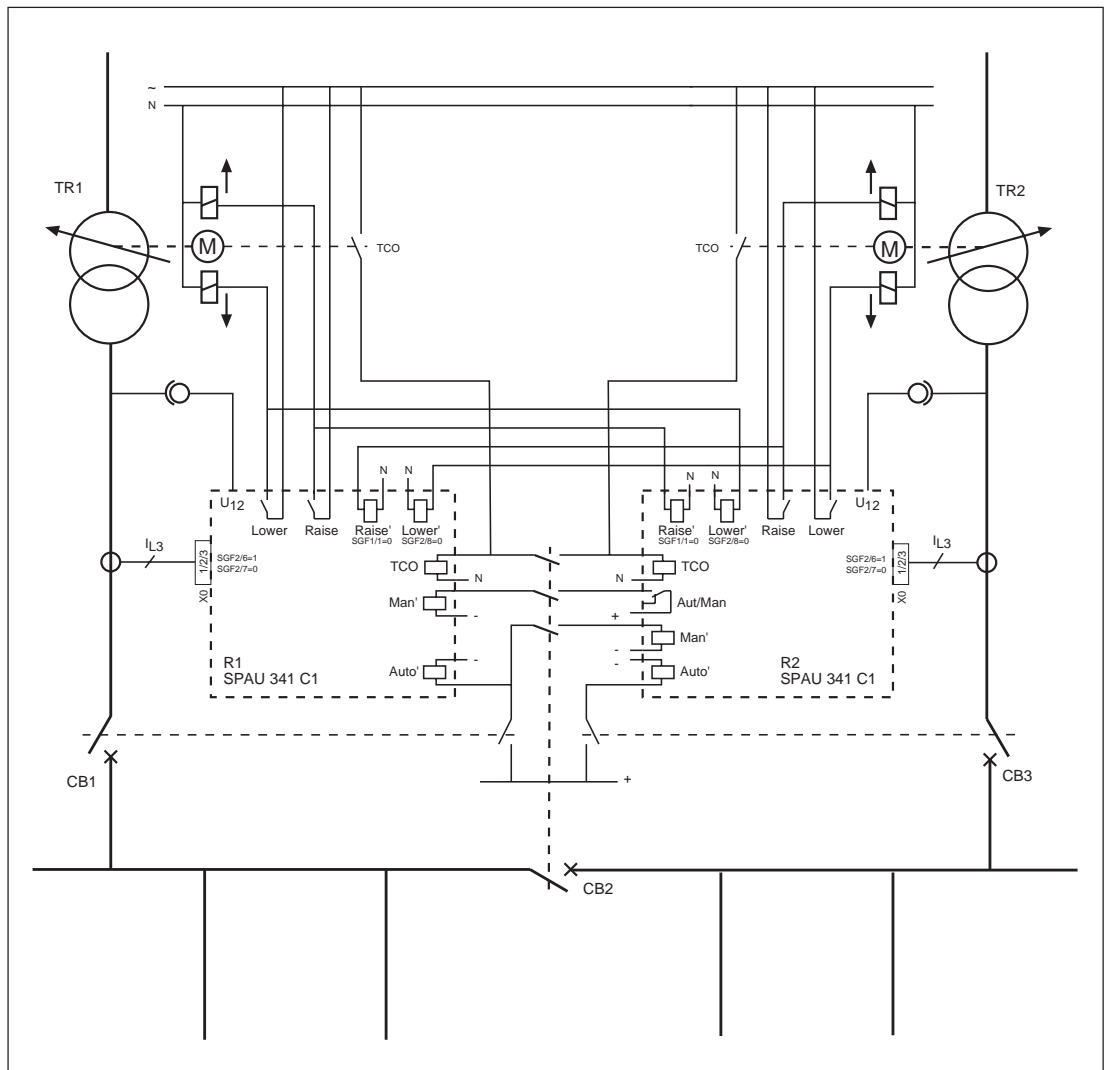 ~
N
TR1
TR2
M
TCO
TCO
M
N
N
N
N
U12
Lower
Raise
Raise'
SGF1/1=0
Lower'
SGF2/8=0
Raise'
SGF1/1=0
Lower'
SGF2/8=0
Raise
Lower
U12
IL3
1/2/3
X0
SGF2/6=1
SGF2/7=0
TCO
N
N
TCO
SGF2/6=1
SGF2/7=0
1/2/3
X0
IL3
Man'
-
+
Aut/Man
Man'
-
Auto'
-
-
Auto'
R1
SPAU 341 C1
R2
SPAU 341 C1
CB1
+
CB3
CB2